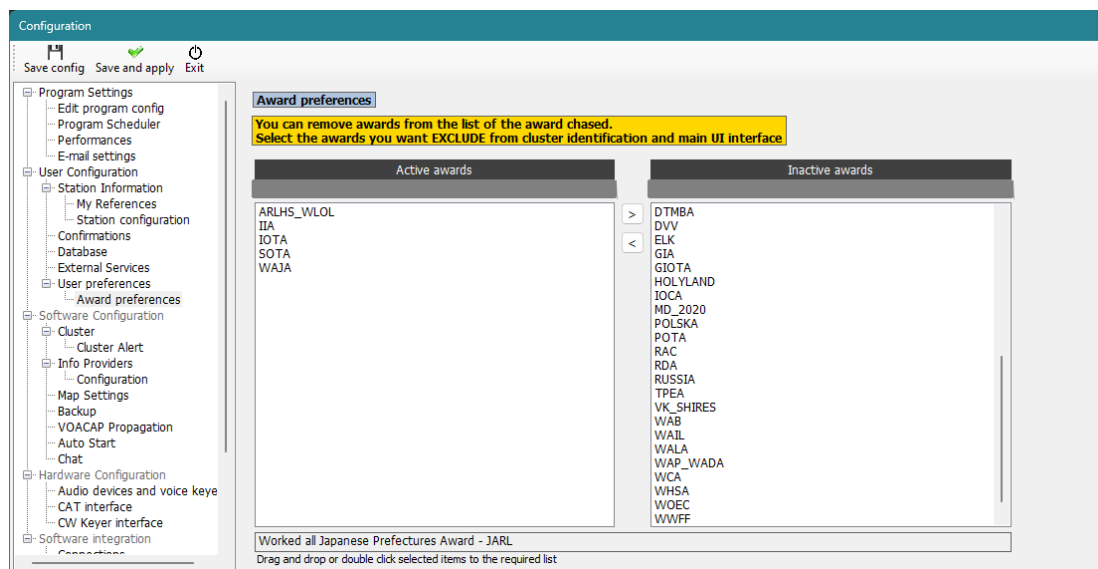 Configuration
Save config Save and apply Exit
Program Settings
Edit program config
Program Scheduler
Performances
E-mail settings
User Configuration
Station Information
My References
Station configuration
Confirmations
Database
External Services
User preferences
Award preferences
Software Configuration
Cluster
Cluster Alert
Info Providers
Configuration
Map Settings
Backup
VOACAP Propagation
Auto Start
Chat
Hardware Configuration
Audio devices and voice keye
CAT interface
CW Keyer interface
Software integration
Connections
Award preferences
You can remove awards from the list of the award chased.
Select the awards you want EXCLUDE from cluster identification and main UI interface
Active awards
ARLHS_WLOL
IIA
IOTA
SOTA
WAJA
>
<
Inactive awards
DTMBA
DVV
ELK
GIA
GIOTA
HOLYLAND
IOCA
MD_2020
POLSKA
POTA
RAC
RDA
RUSSIA
TPEA
VK_SHIRES
WAB
WAIL
WALA
WAP_WADA
WCA
WHSA
WOEC
WWFF
Worked all Japanese Prefectures Award - JARL
Drag and drop or double click selected items to the required list